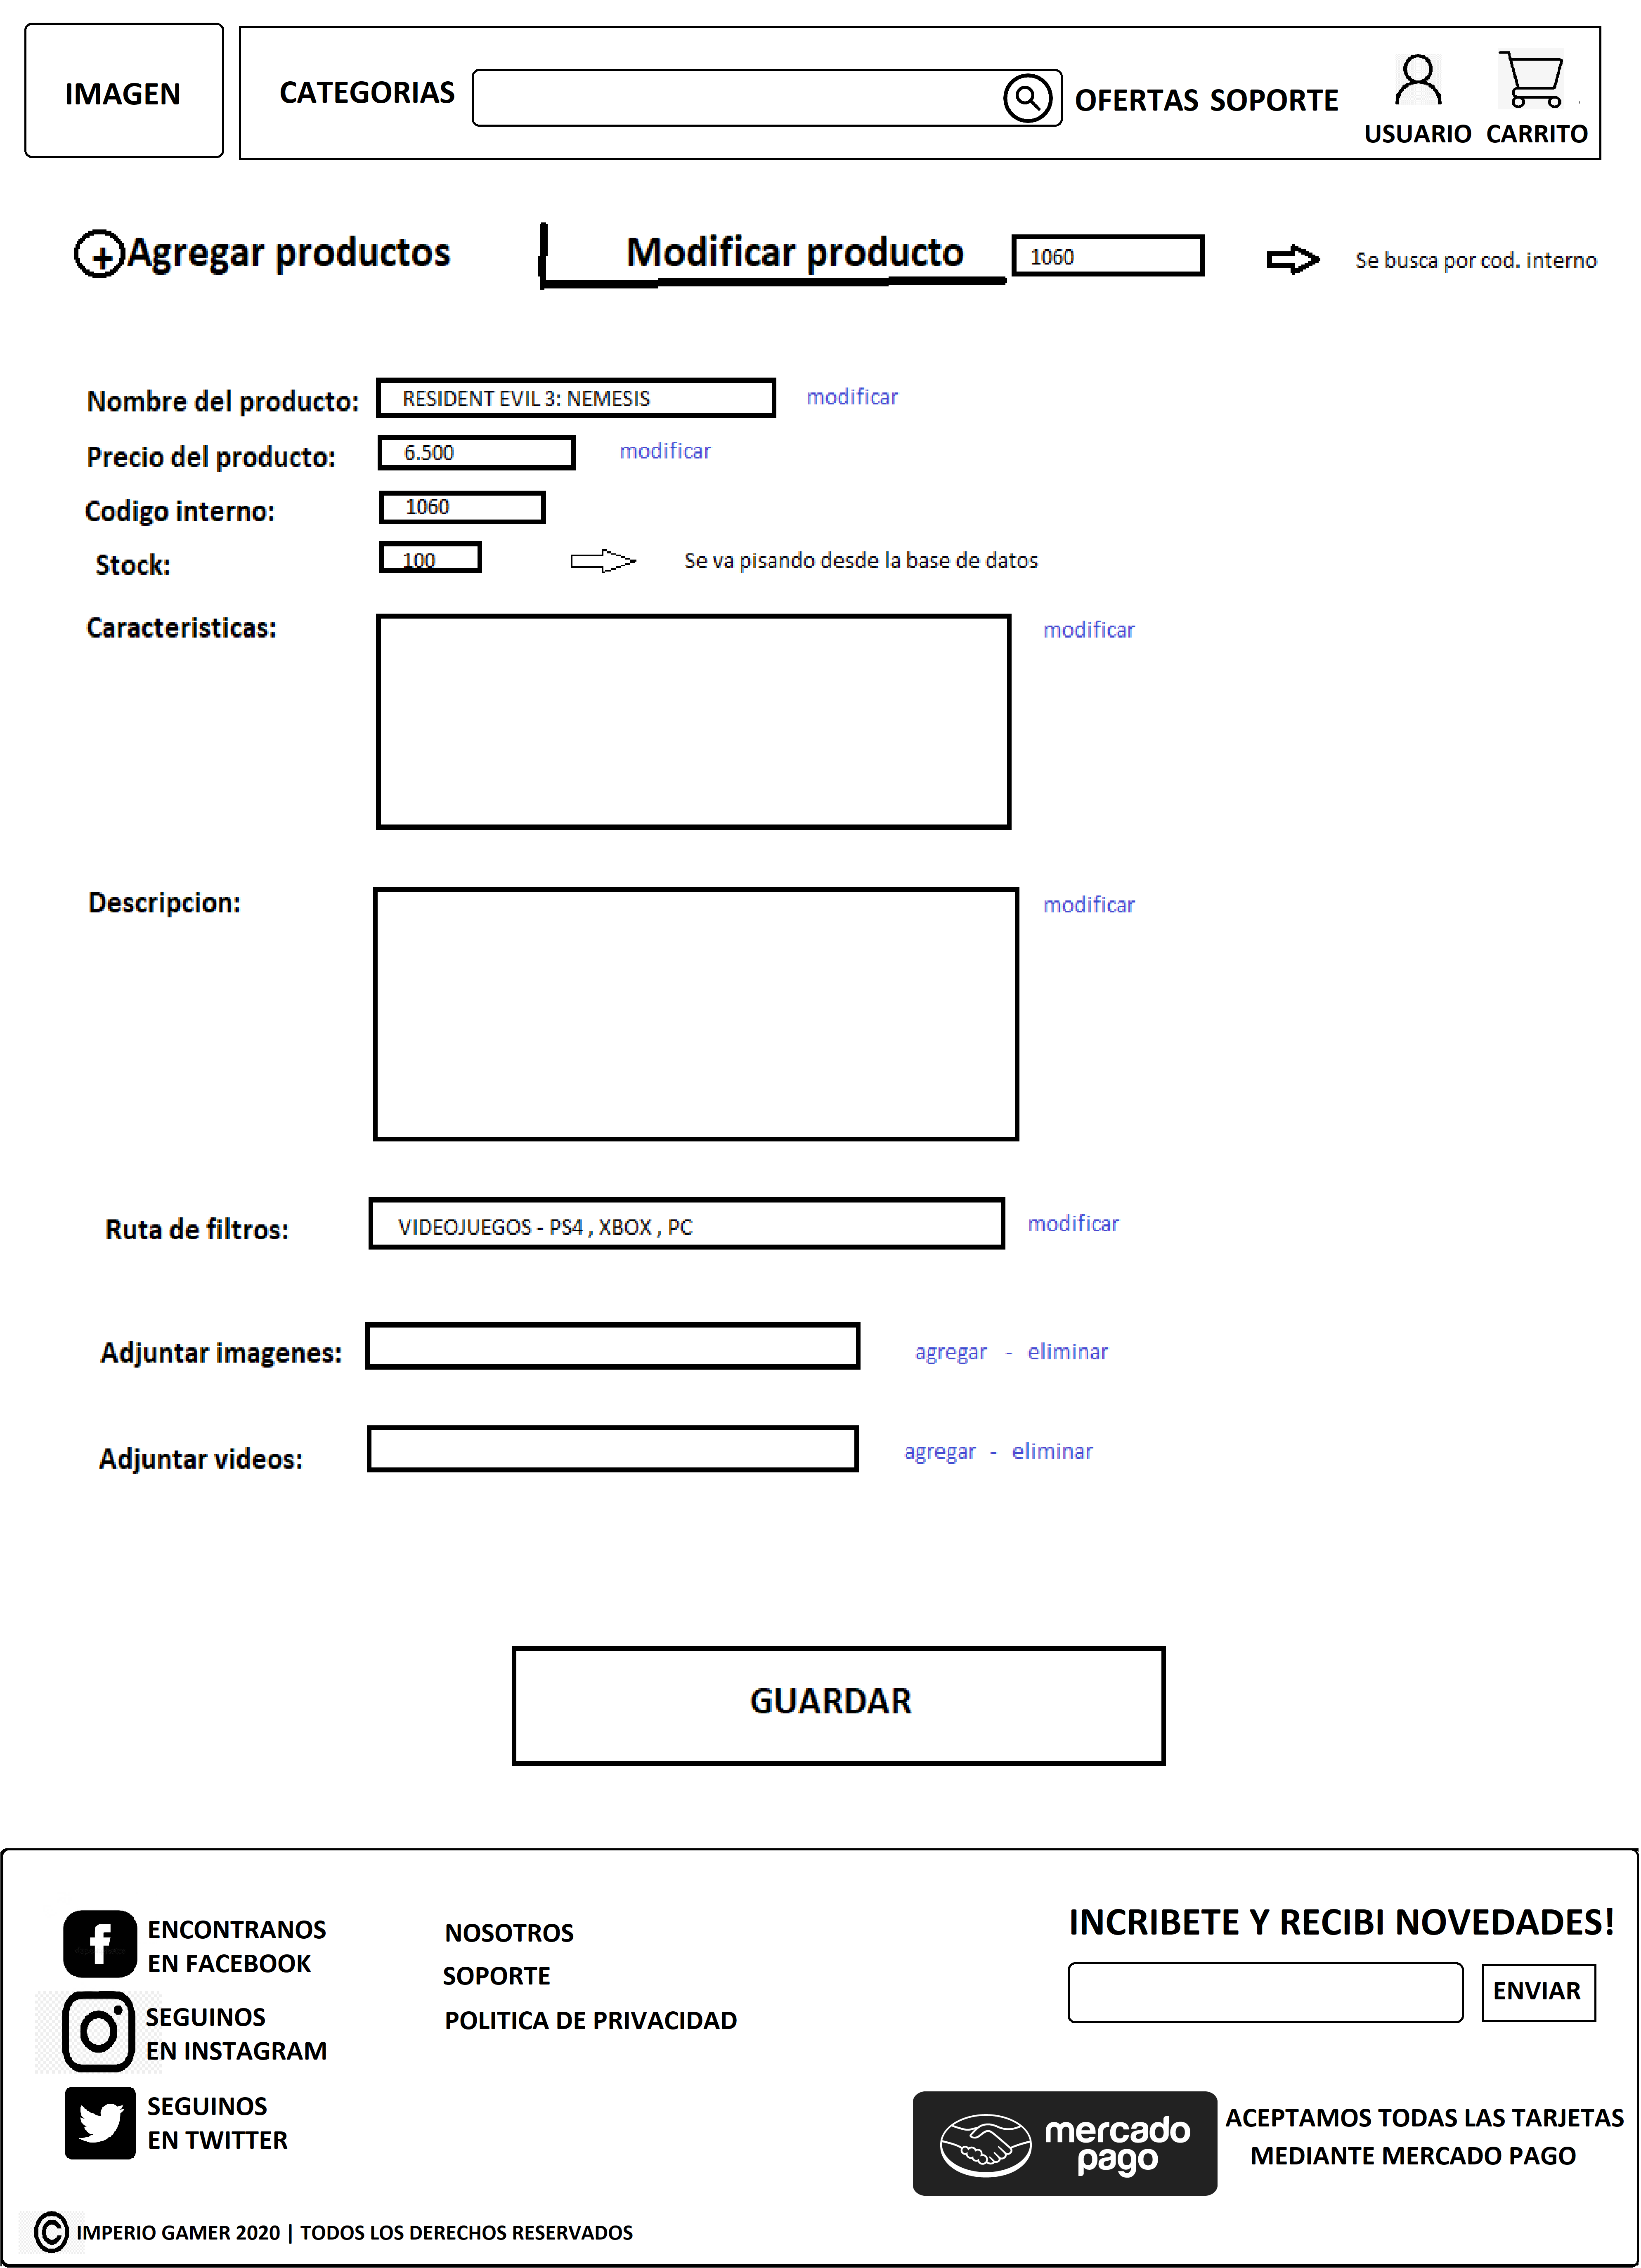 IMAGEN
CATEGORIAS
OFERTAS SOPORTE
USUARIO CARRITO
+ Agregar productos
Modificar producto
1060
Se busca por cod. interno
Nombre del producto: RESIDENT EVIL 3: NEMESIS modificar
Precio del producto: 6.500 modificar
Codigo interno: 1060
Stock: 100 Se va pisando desde la base de datos
Caracteristicas: modificar
Descripcion: modificar
Ruta de filtros: VIDEOJUEGOS - PS4 , XBOX , PC modificar
Adjuntar imagenes: agregar - eliminar
Adjuntar videos: agregar - eliminar
GUARDAR
ENCONTRANOS
EN FACEBOOK
SEGUINOS
EN INSTAGRAM
SEGUINOS
EN TWITTER
NOSOTROS
SOPORTE
POLITICA DE PRIVACIDAD
INCRIBETE Y RECIBI NOVEDADES!
ENVIAR
mercado
pago
ACEPTAMOS TODAS LAS TARJETAS
MEDIANTE MERCADO PAGO
© IMPERIO GAMER 2020 | TODOS LOS DERECHOS RESERVADOS